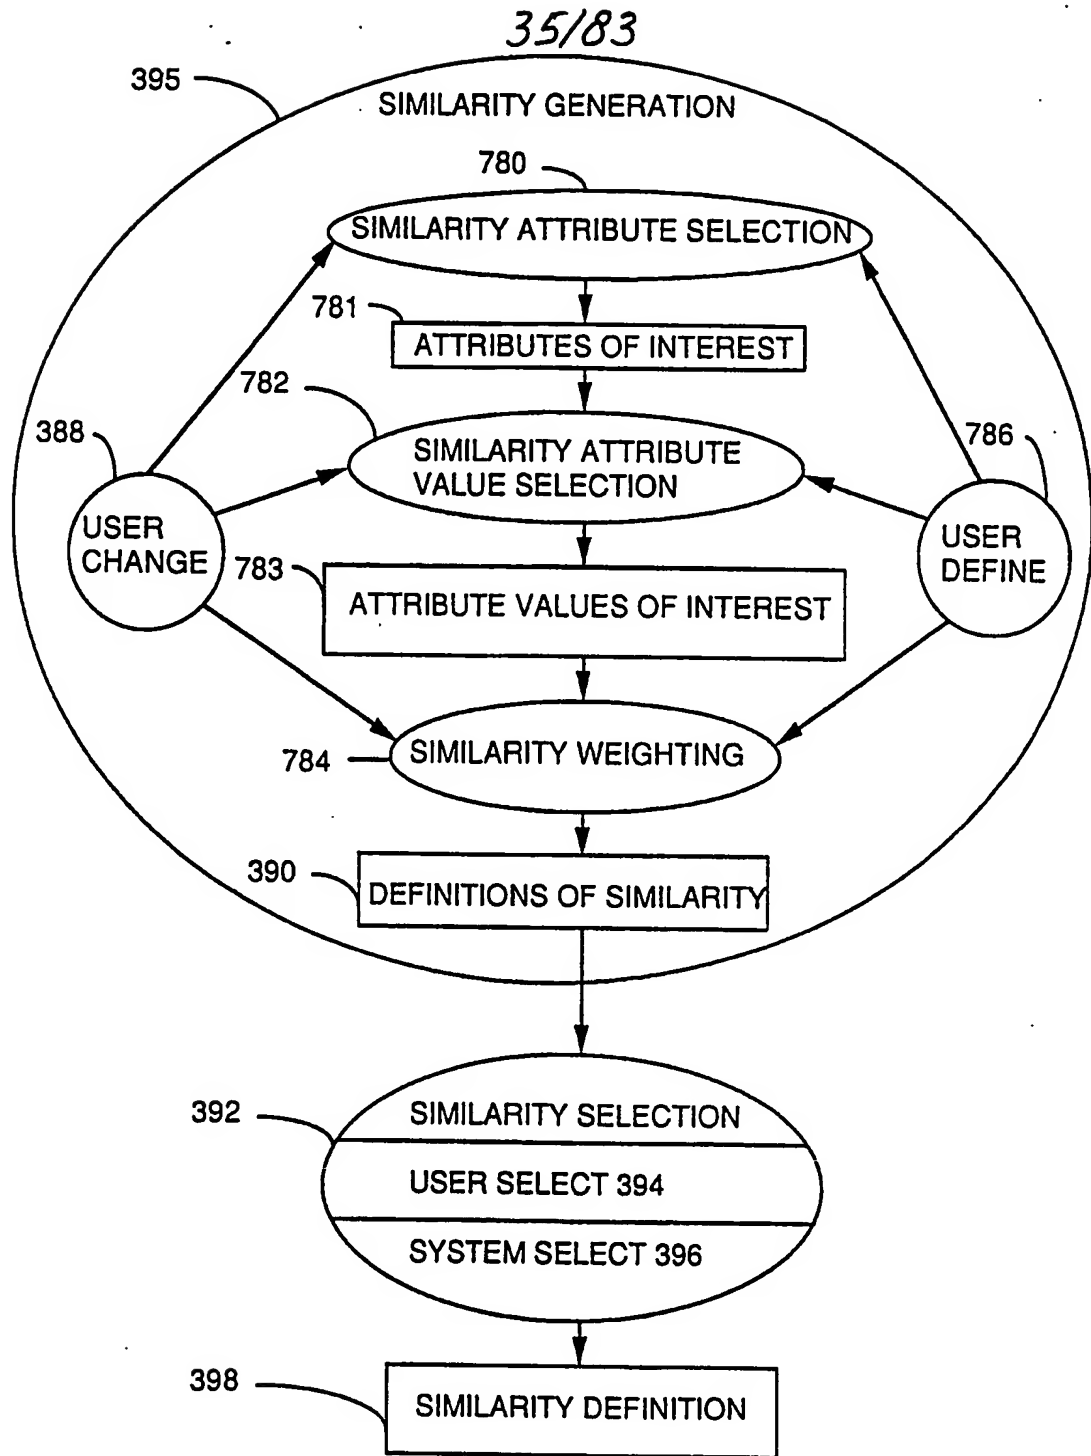 35/83
395
SIMILARITY GENERATION
780
SIMILARITY ATTRIBUTE SELECTION
781
ATTRIBUTES OF INTEREST
782
388
SIMILARITY ATTRIBUTE
VALUE SELECTION
786
USER
CHANGE
USER
DEFINE
783
ATTRIBUTE VALUES OF INTEREST
784
SIMILARITY WEIGHTING
390
DEFINITIONS OF SIMILARITY
392
SIMILARITY SELECTION
USER SELECT 394
SYSTEM SELECT 396
398
SIMILARITY DEFINITION